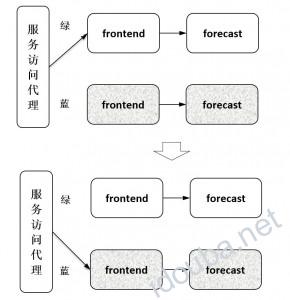 服务访问代理
绿
frontend
forecast
蓝
frontend
forecast
服务访问代理
绿
frontend
forecast
蓝
frontend
forecast
idouba.net